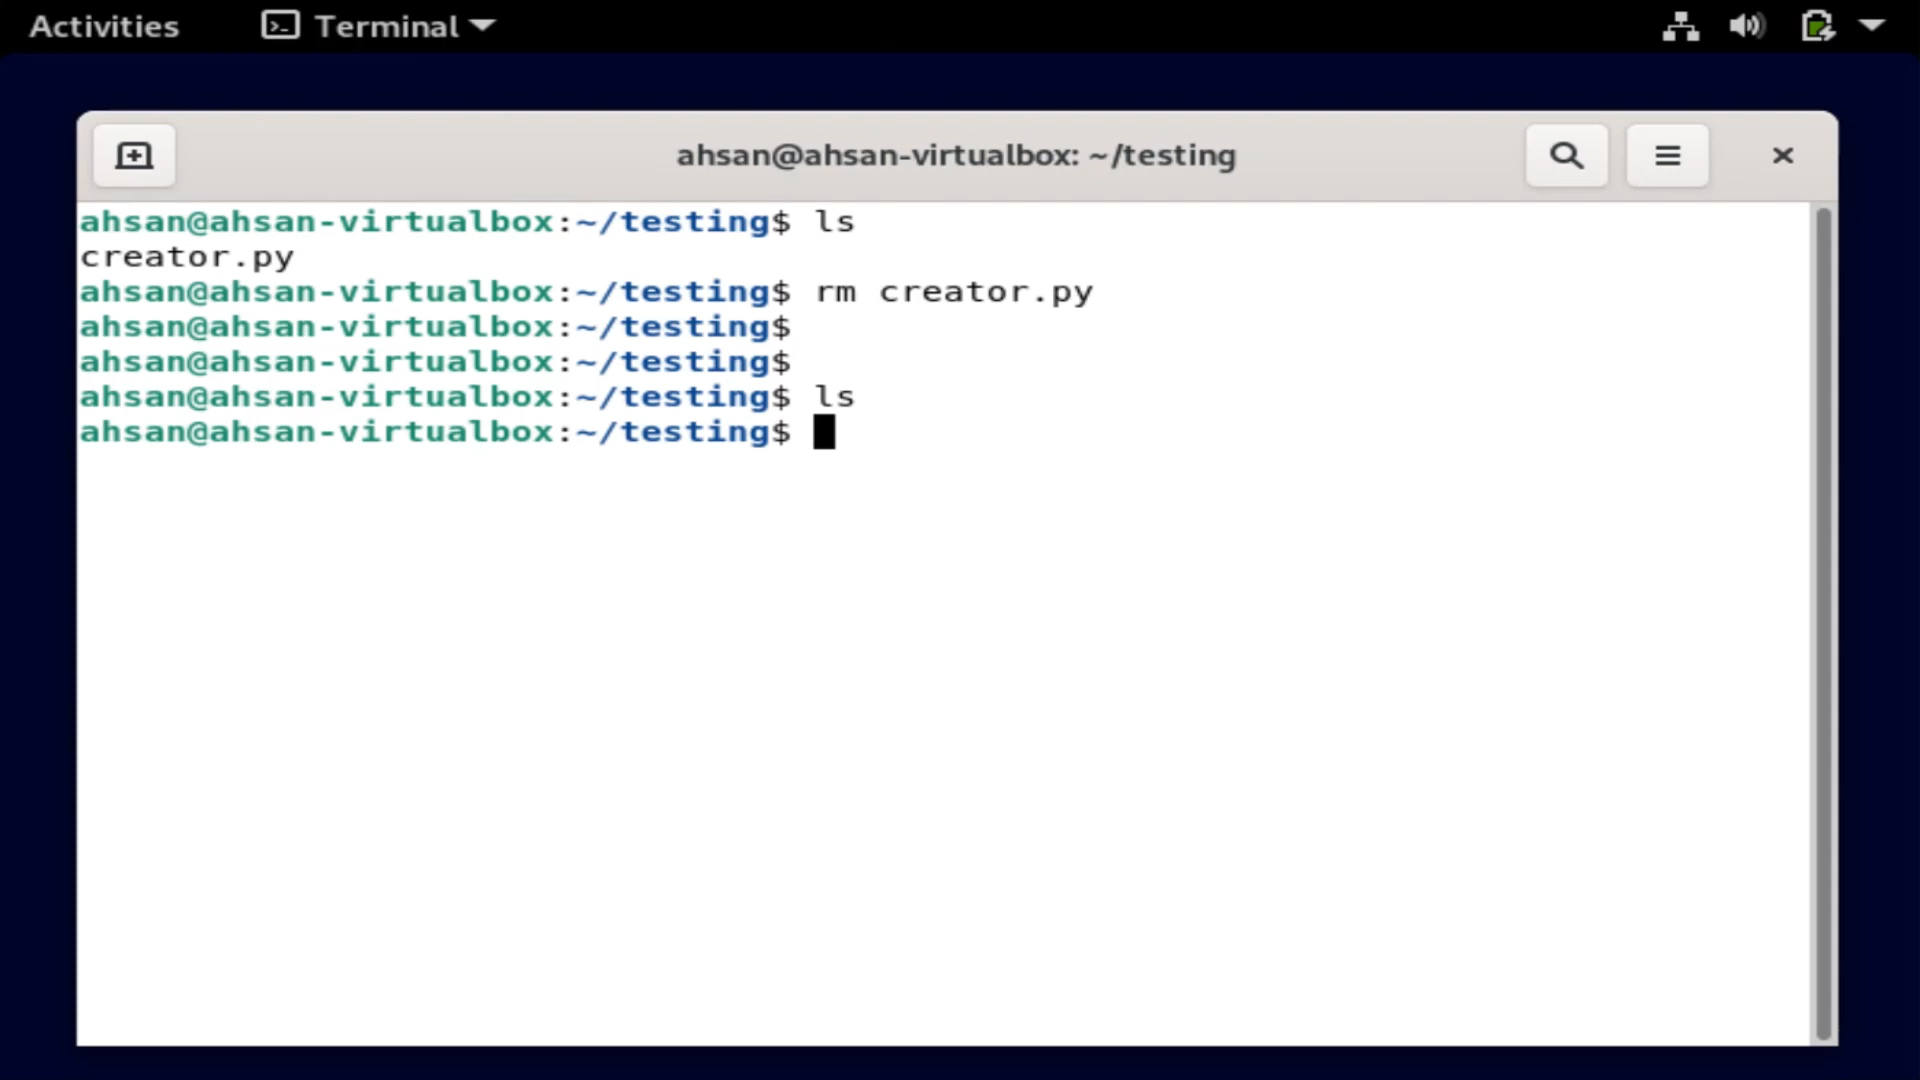 Activities Terminal
ahsan@ahsan-virtualbox: ~/testing
ahsan@ahsan-virtualbox:~/testing$ ls
creator.py
ahsan@ahsan-virtualbox:~/testing$ rm creator.py
ahsan@ahsan-virtualbox:~/testing$
ahsan@ahsan-virtualbox:~/testing$
ahsan@ahsan-virtualbox:~/testing$ ls
ahsan@ahsan-virtualbox:~/testing$